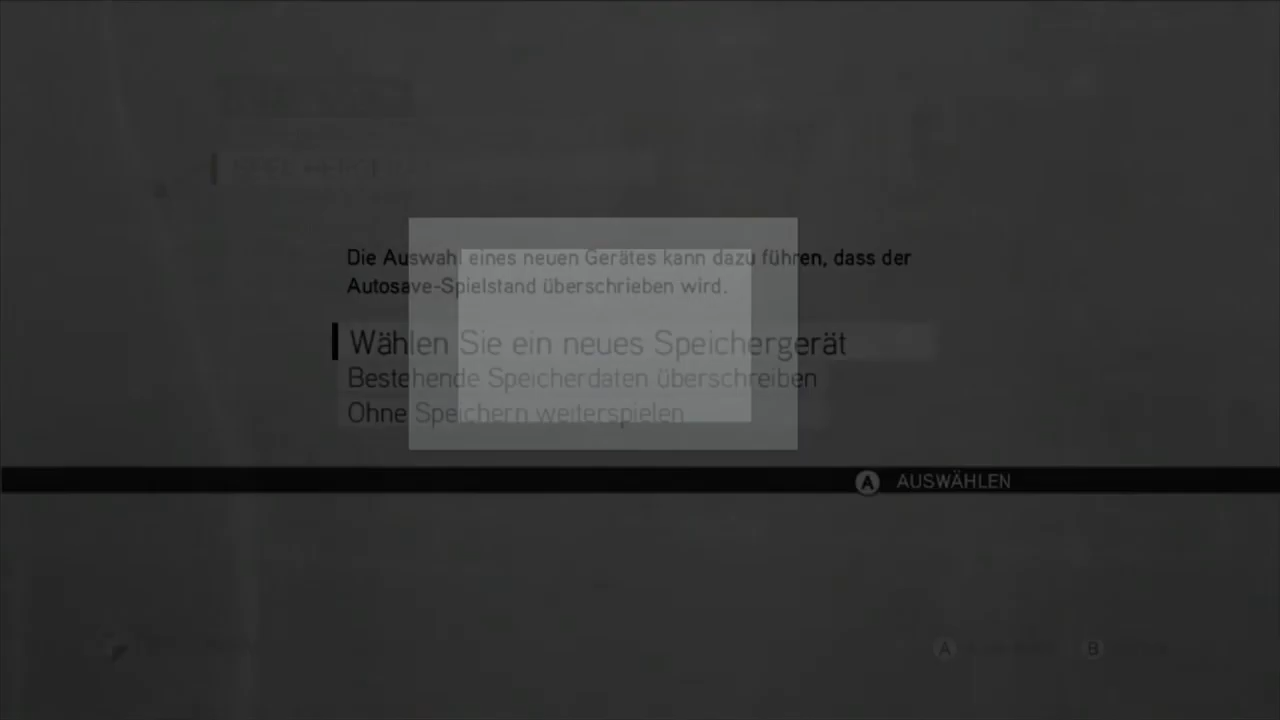 Die Auswahl eines neuen Gerätes kann dazu führen, dass der
Autosave-Spielstand überschrieben wird.
Wählen Sie ein neues Speichergerät
Bestehende Speicherdaten überschreiben
Ohne Speichern weiterspielen
A AUSWÄHLEN
A B